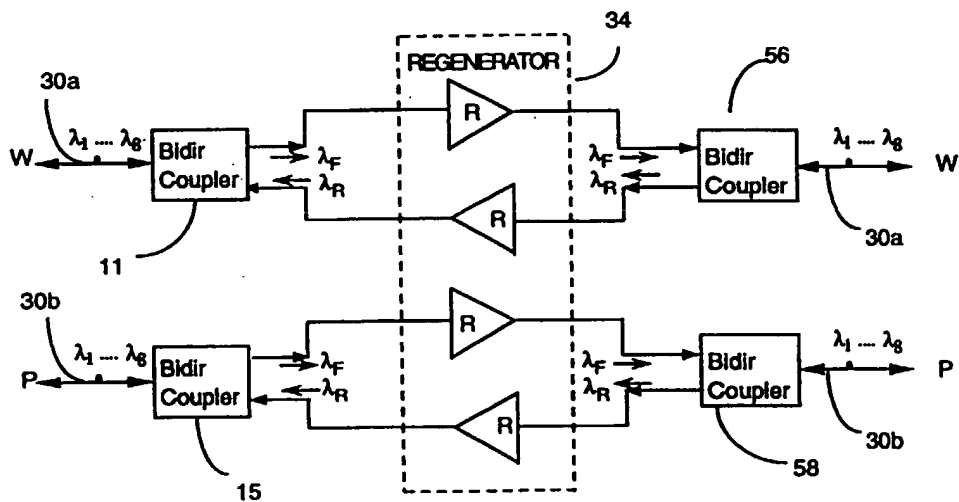 34
REGENERATOR
56
30a
λ1 .... λ8
W
Bidir
Coupler
λF
λR
R
R
λF
λR
Bidir
Coupler
λ1 .... λ8
W
11
30a
30b
λ1 .... λ8
P
Bidir
Coupler
λF
λR
R
R
λF
λR
Bidir
Coupler
λ1 .... λ8
P
15
58
30b